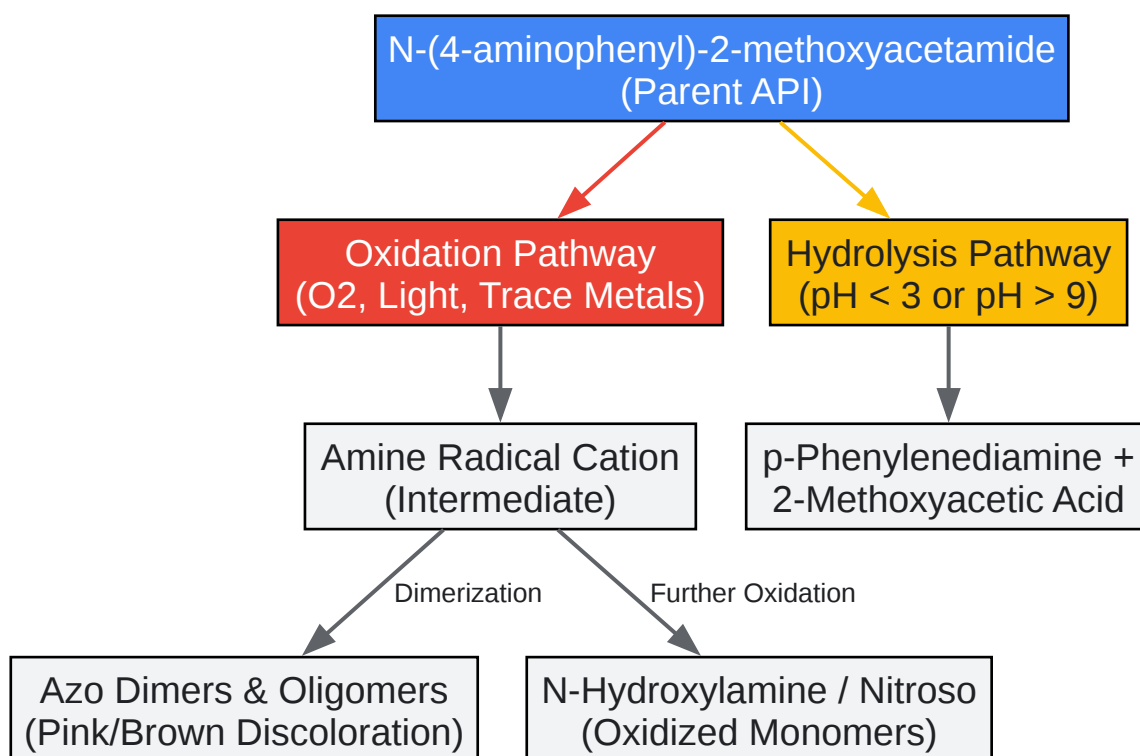 N-(4-aminophenyl)-2-methoxyacetamide
(Parent API)
Oxidation Pathway
(O2, Light, Trace Metals)
Hydrolysis Pathway
(pH < 3 or pH > 9)
Amine Radical Cation
(Intermediate)
p-Phenylenediamine +
2-Methoxyacetic Acid
Dimerization
Further Oxidation
Azo Dimers & Oligomers
(Pink/Brown Discoloration)
N-Hydroxylamine / Nitroso
(Oxidized Monomers)